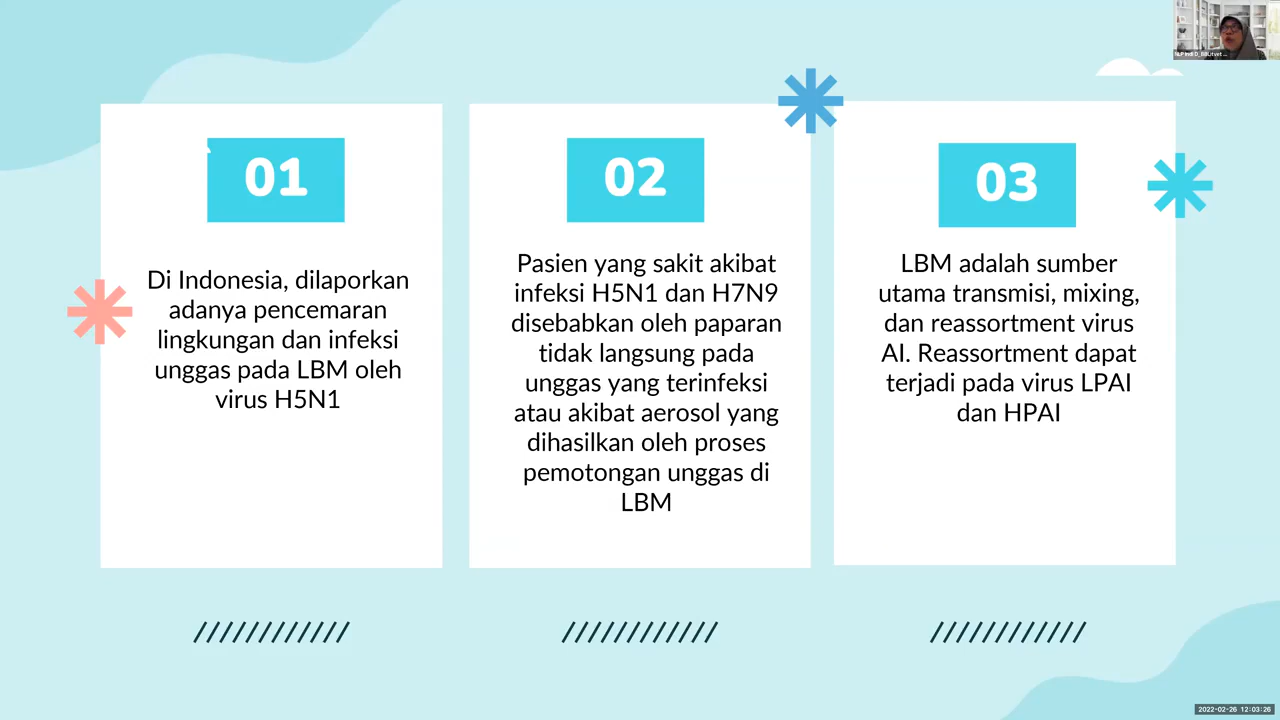 01
Di Indonesia, dilaporkan
adanya pencemaran
lingkungan dan infeksi
unggas pada LBM oleh
virus H5N1
02
Pasien yang sakit akibat
infeksi H5N1 dan H7N9
disebabkan oleh paparan
tidak langsung pada
unggas yang terinfeksi
atau akibat aerosol yang
dihasilkan oleh proses
pemotongan unggas di
LBM
03
LBM adalah sumber
utama transmisi, mixing,
dan reassortment virus
AI. Reassortment dapat
terjadi pada virus LPAI
dan HPAI
2022-02-26 12:03:26